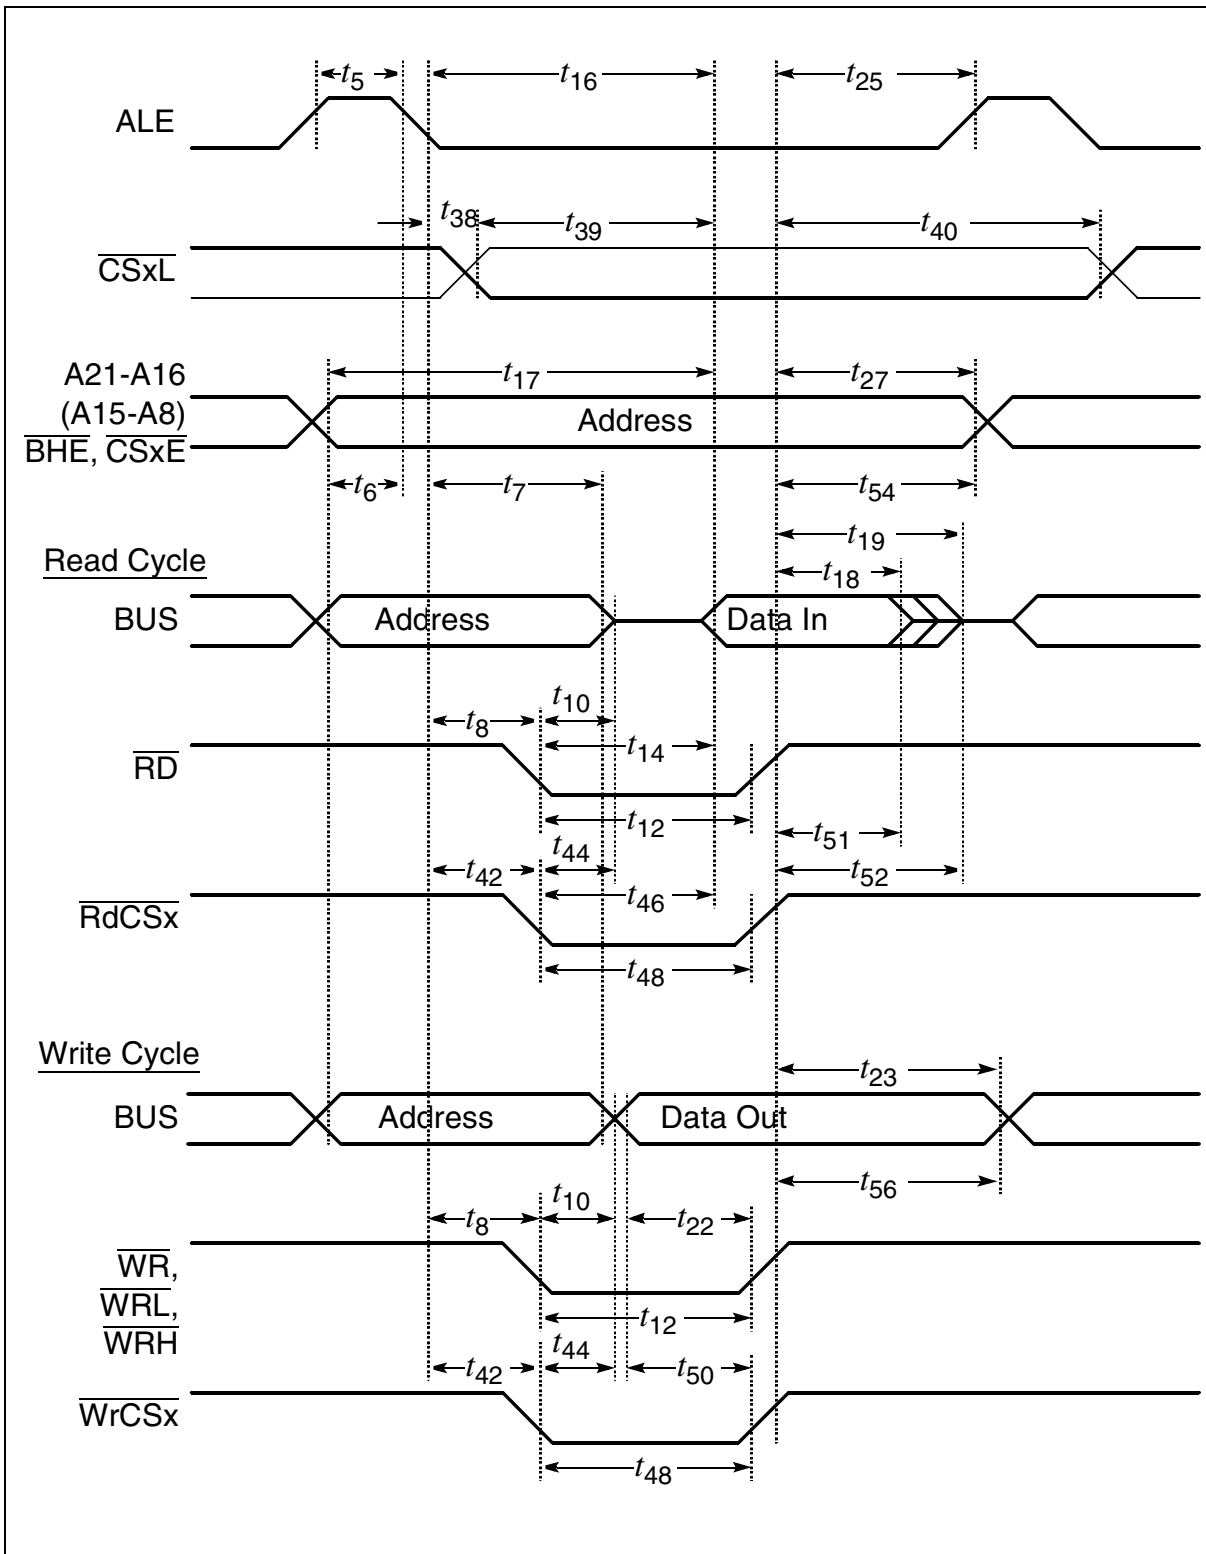 t5 t16 t25
ALE
t38 t39 t40
CSxL
A21-A16
(A15-A8)
BHE, CSxE
t17 t27
Address
t6 t7 t54
t19
Read Cycle
t18
BUS Address Data In
t10
t8
t14
RD
t12
t51
t44
t42
t52
t46
RdCSx
t48
Write Cycle
t23
BUS Address Data Out
t56
t10
t8 t22
WR,
WRL,
WRH
t12
t44
t42 t50
WrCSx
t48